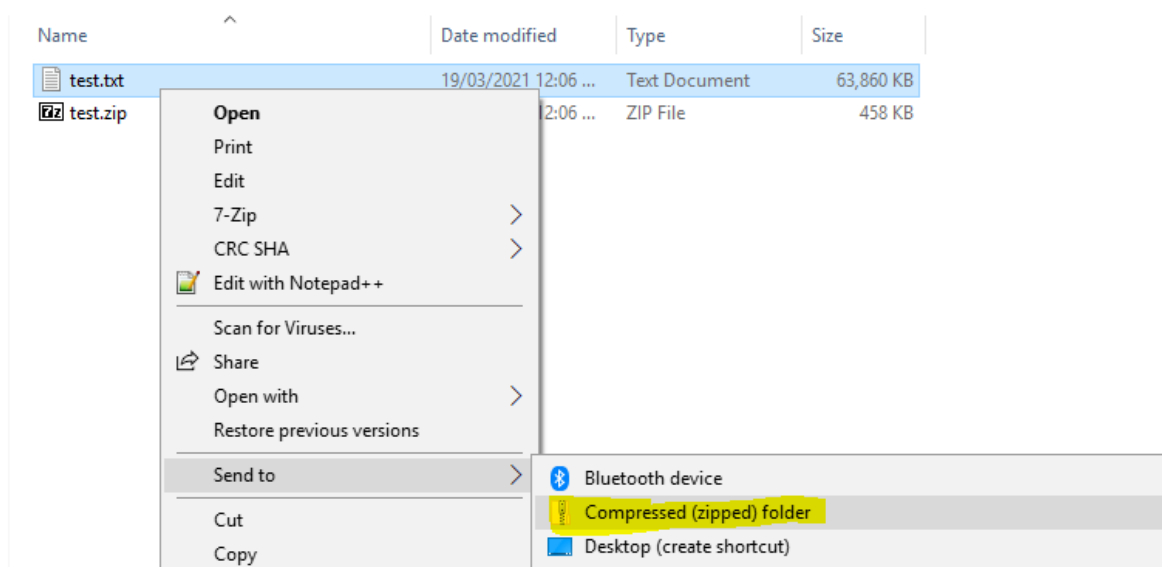 Name Date modified Type Size
test.txt 19/03/2021 12:06 ... Text Document 63,860 KB
test.zip 12:06 ... ZIP File 458 KB
Open
Print
Edit
7-Zip
CRC SHA
Edit with Notepad++
Scan for Viruses...
Share
Open with
Restore previous versions
Send to
Bluetooth device
Compressed (zipped) folder
Desktop (create shortcut)
Cut
Copy